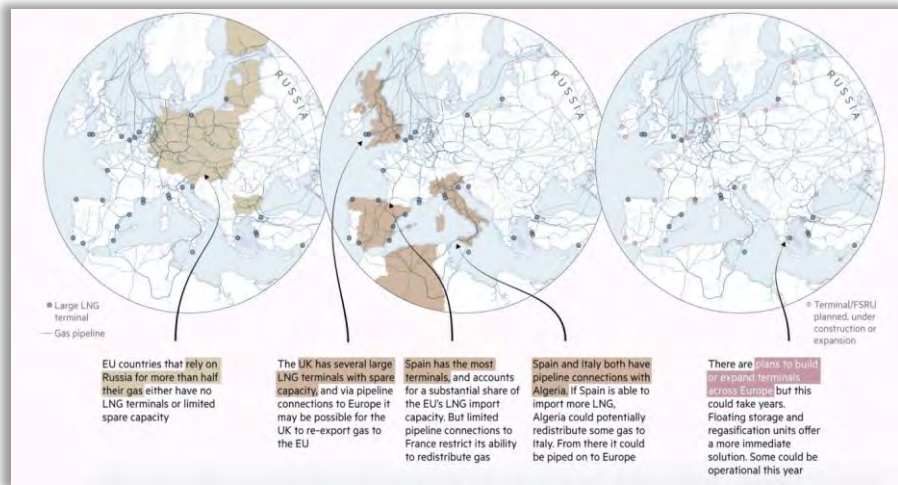 RUSSIA
RUSSIA
RUSSIA
Large LNG
terminal
Gas pipeline
Terminal/FSRU
planned, under
construction or
expansion
EU countries that rely on
Russia for more than half
their gas either have no
LNG terminals or limited
spare capacity
The UK has several large
LNG terminals with spare
capacity, and via pipeline
connections to Europe it
may be possible for the
UK to re-export gas to
the EU
Spain has the most
terminals, and accounts
for a substantial share of
the EU's LNG import
capacity. But limited
pipeline connections to
France restrict its ability
to redistribute gas
Spain and Italy both have
pipeline connections with
Algeria. If Spain is able to
import more LNG,
Algeria could potentially
redistribute some gas to
Italy. From there it could
be piped on to Europe
There are plans to build
or expand terminals
across Europe but this
could take years.
Floating storage and
regasification units offer
a more immediate
solution. Some could be
operational this year